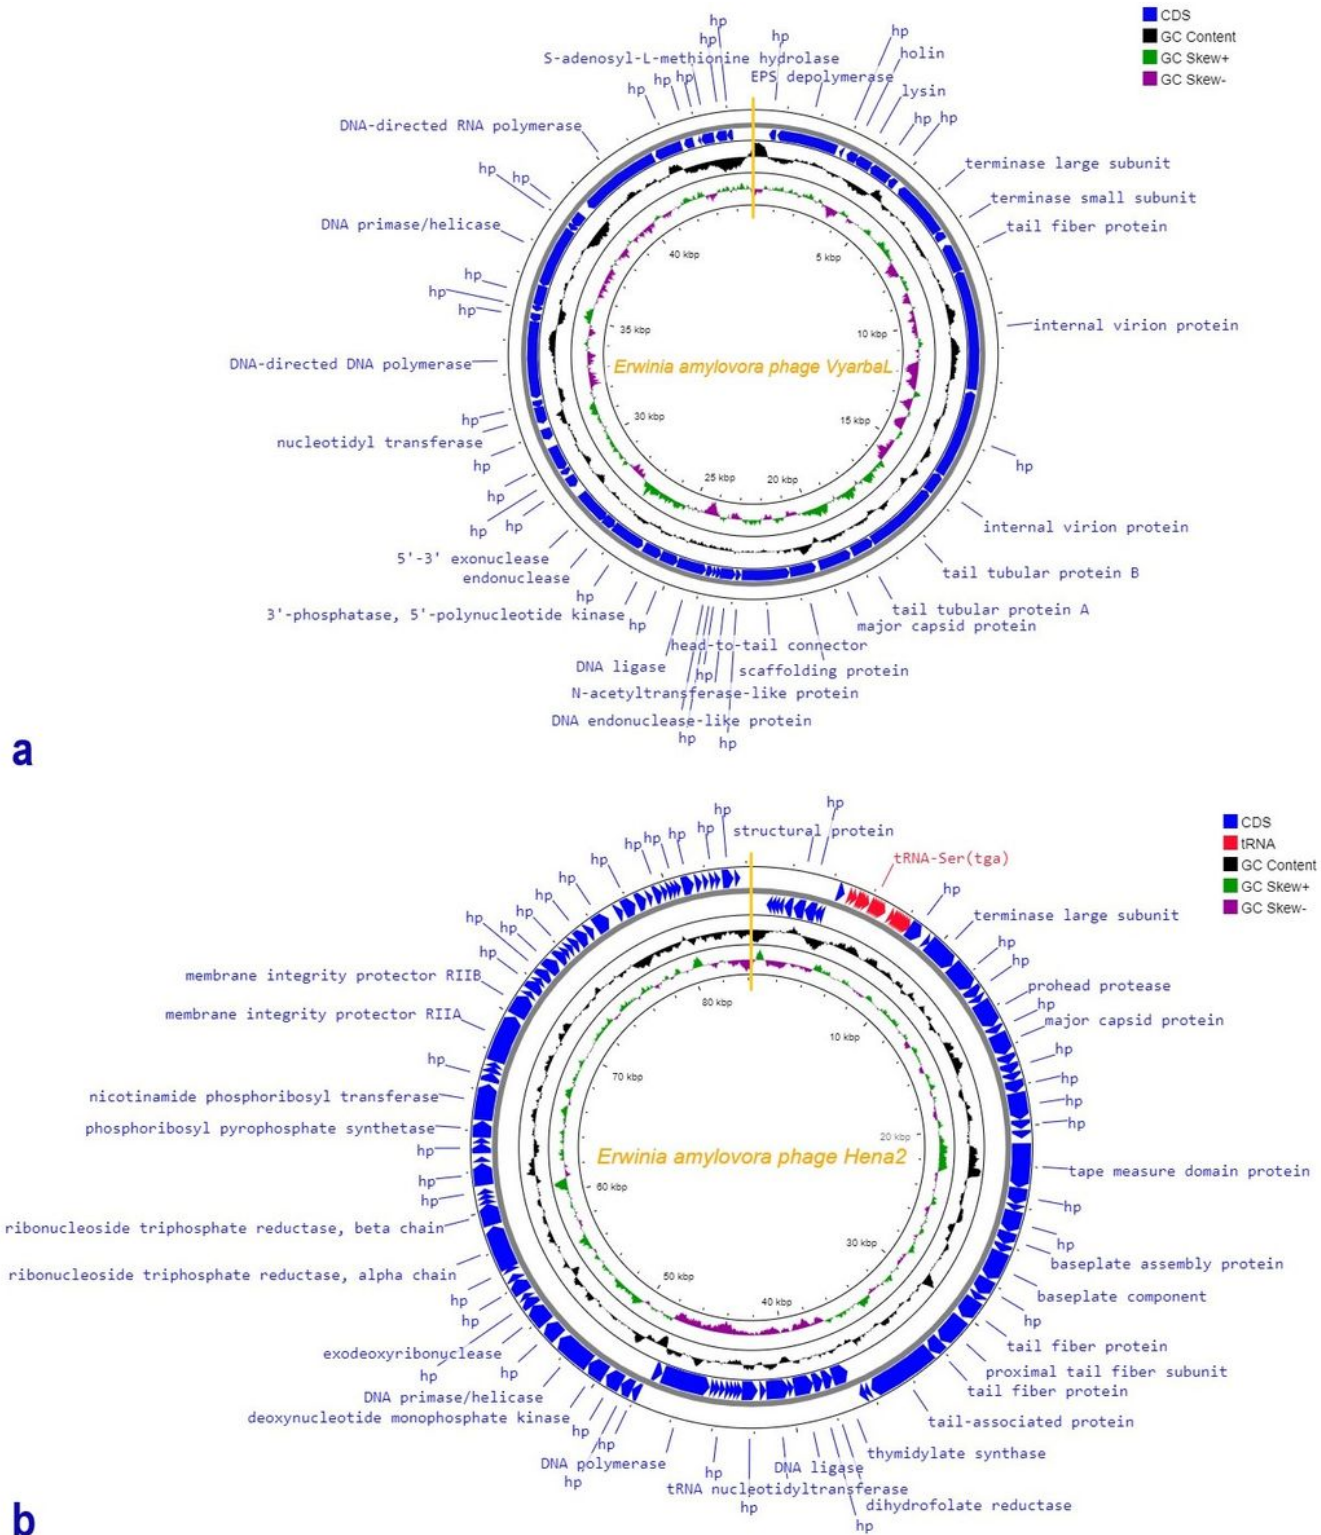 hp
hp
hp
hp
CDS
GC Content
GC Skew+
GC Skew-
S-adenosyl-L-methionine hydrolase
holin
hp
hp
hp
EPS depolymerase
lysin
hp hp
DNA-directed RNA polymerase
terminase large subunit
hp
hp
terminase small subunit
DNA primase/helicase
tail fiber protein
40 kbp
5 kbp
hp
hp
hp
35 kbp
10 kbp
internal virion protein
DNA-directed DNA polymerase
Erwinia amylovora phage VyarbaL
hp
30 kbp
15 kbp
nucleotidyl transferase
hp
hp
25 kbp
20 kbp
hp
hp
hp
internal virion protein
5'-3' exonuclease
endonuclease
tail tubular protein B
hp
3'-phosphatase, 5'-polynucleotide kinase
hp
tail tubular protein A
major capsid protein
head-to-tail connector
DNA ligase
hp
scaffolding protein
N-acetyltransferase-like protein
DNA endonuclease-like protein
hp
hp
a
hp
hp
CDS
tRNA
GC Content
GC Skew+
GC Skew-
hp
hp
hp
hp
structural protein
hp
tRNA-Ser(tga)
hp
hp
hp
terminase large subunit
hp
hp
hp
hp
membrane integrity protector RIIB
prohead protease
hp
80 kbp
membrane integrity protector RIIA
major capsid protein
10 kbp
hp
hp
70 kbp
hp
nicotinamide phosphoribosyl transferase
hp
phosphoribosyl pyrophosphate synthetase
hp
20 kbp
hp
Erwinia amylovora phage Hena2
tape measure domain protein
hp
60 kbp
hp
hp
ribonucleoside triphosphate reductase, beta chain
30 kbp
hp
baseplate assembly protein
ribonucleoside triphosphate reductase, alpha chain
50 kbp
40 kbp
baseplate component
hp
hp
hp
tail fiber protein
exodeoxyribonuclease
hp
hp
proximal tail fiber subunit
tail fiber protein
DNA primase/helicase
deoxynucleotide monophosphate kinase
tail-associated protein
hp
hp
thymidylate synthase
DNA polymerase
hp
hp
DNA ligase
tRNA nucleotidyltransferase
hp
dihydrofolate reductase
hp
b